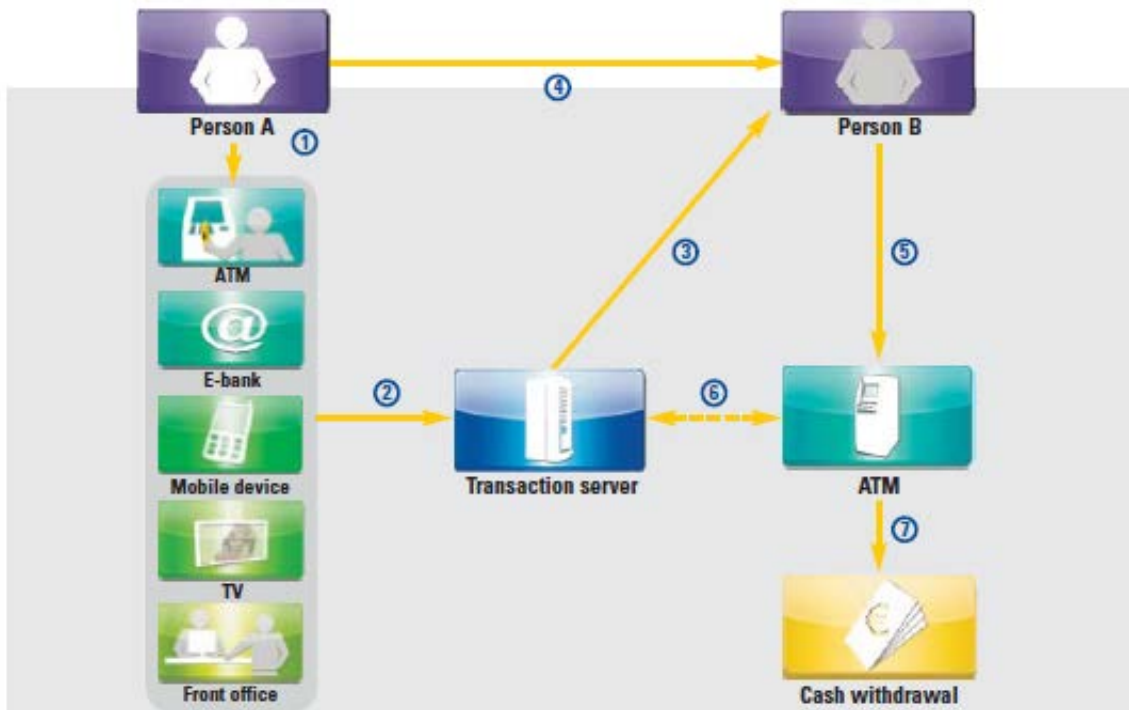 ④
Person A
Person B
①
ATM
③
⑤
@
E-bank
②
⑥
Mobile device
Transaction server
ATM
⑦
TV
€
Front office
Cash withdrawal